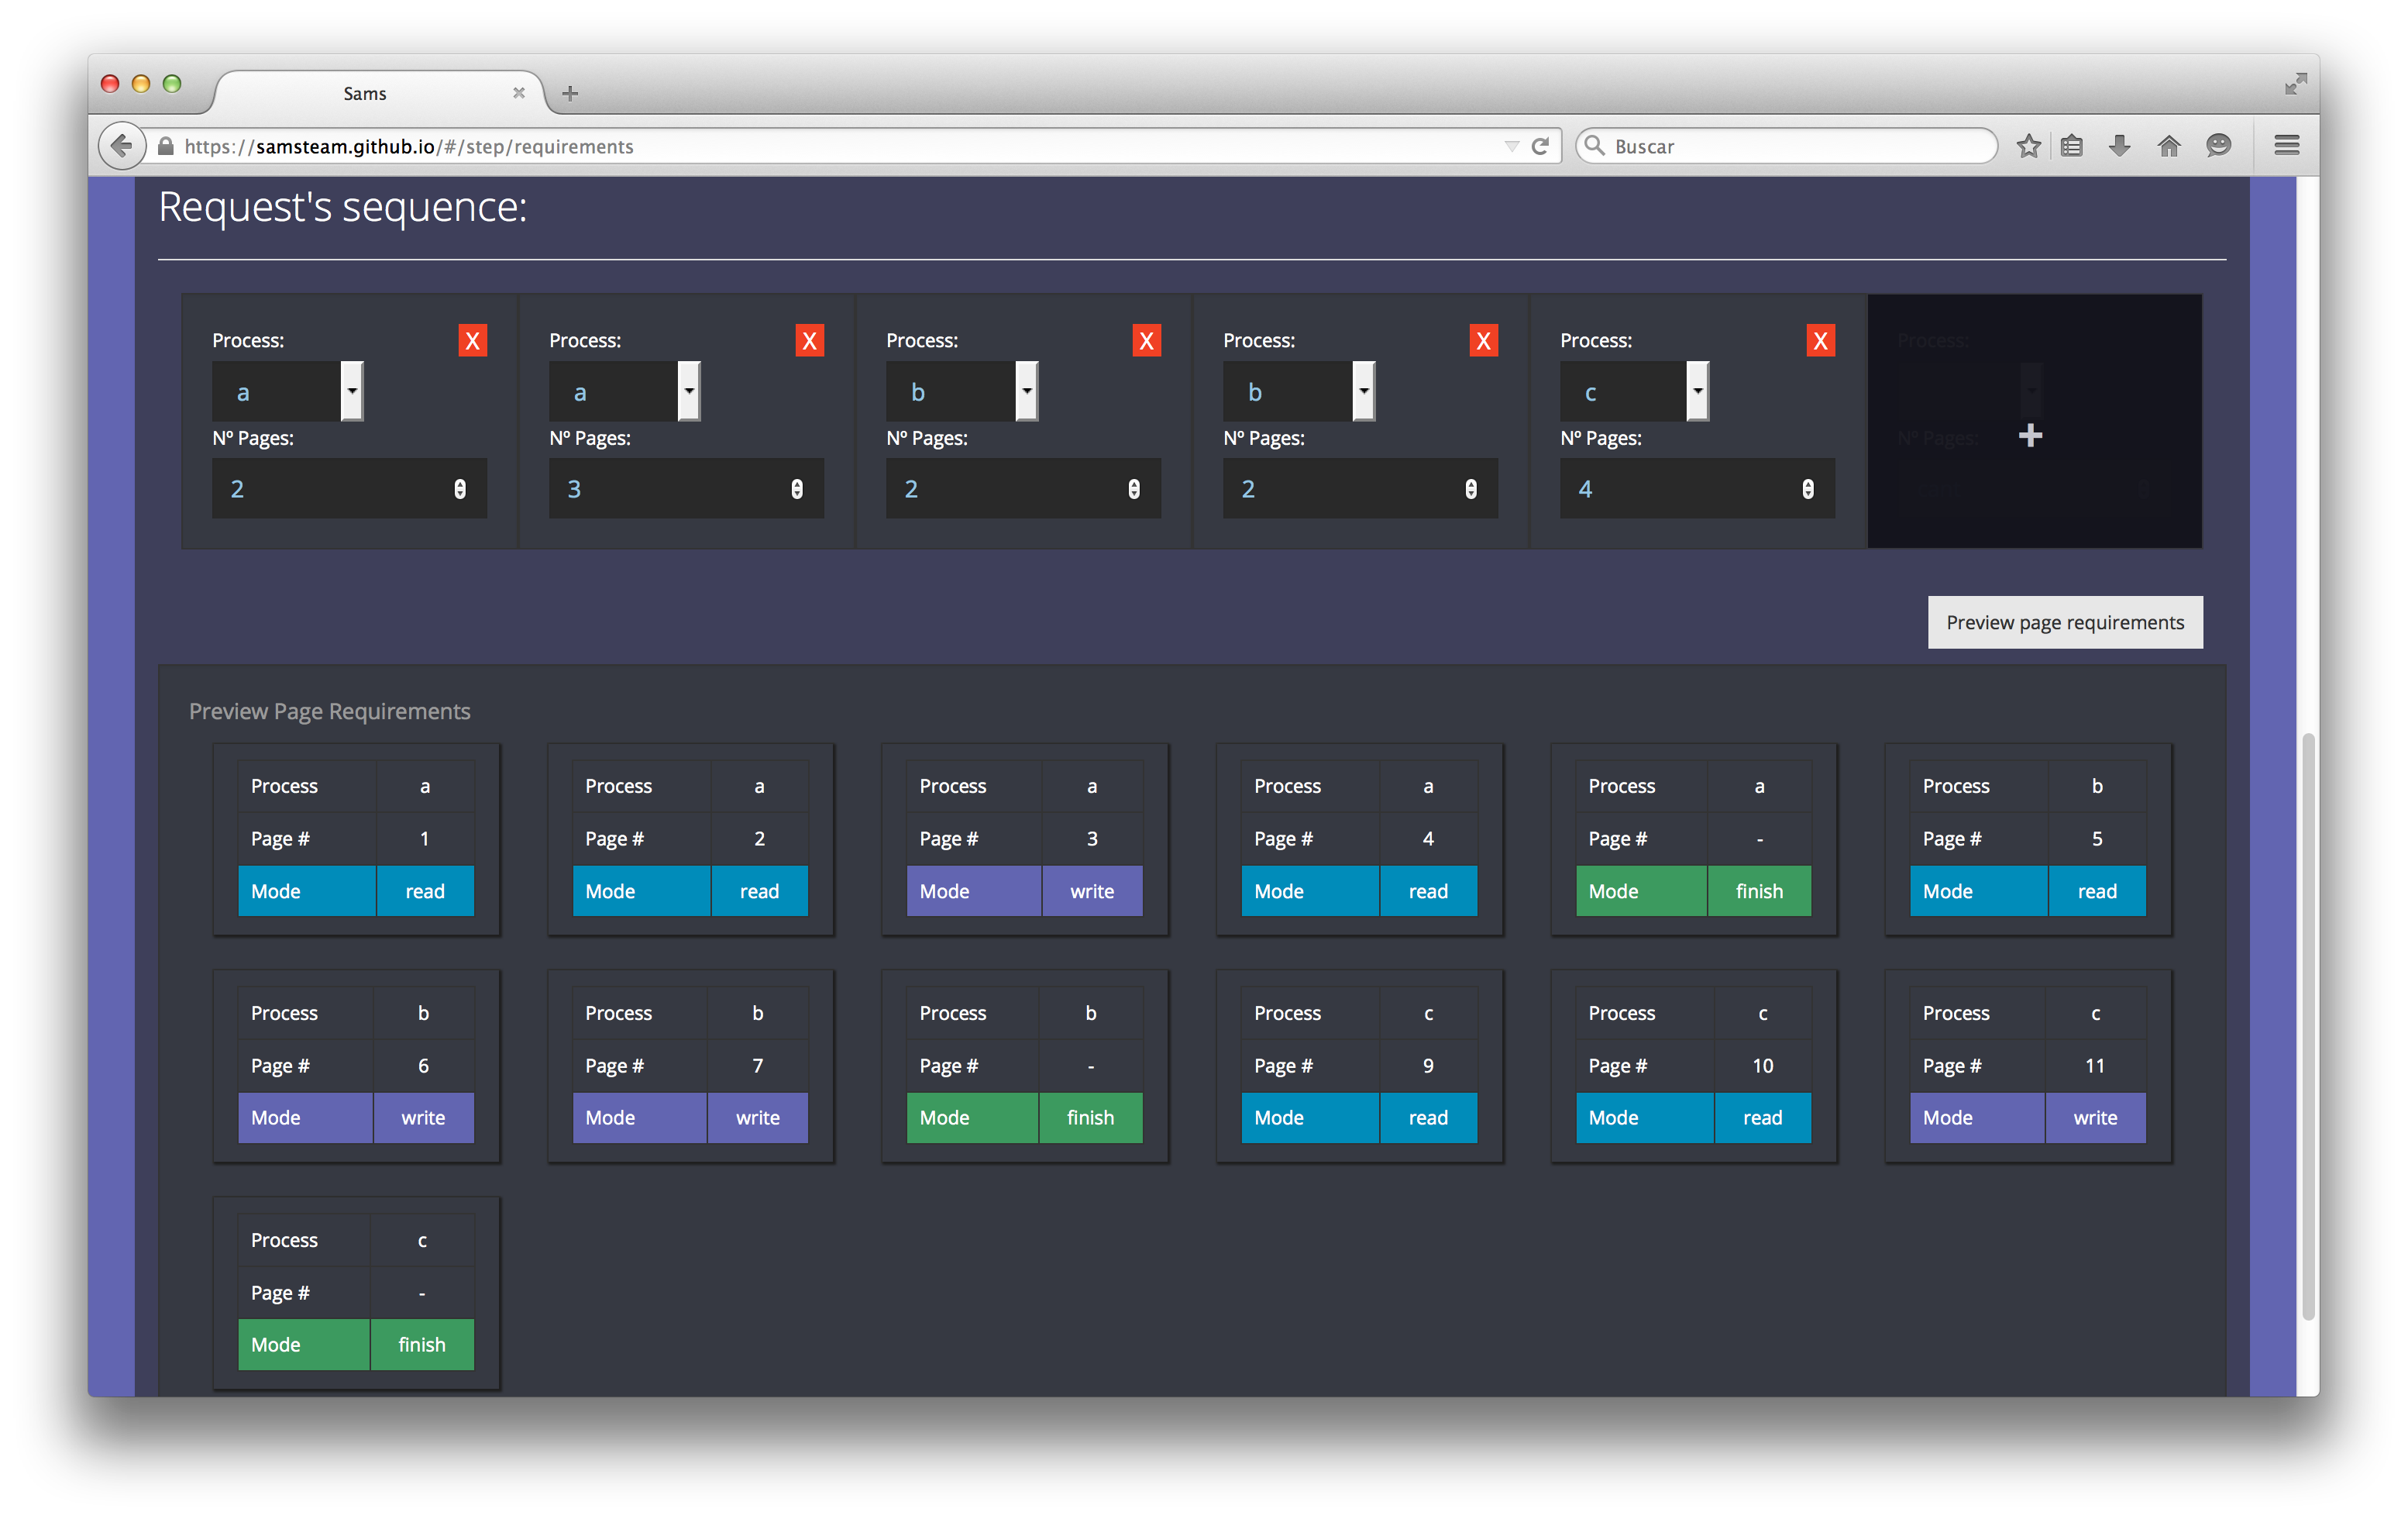 Sams
https://samsteam.github.io/#/step/requirements
Buscar
Request's sequence:
Process: X Process: X Process: X Process: X Process: X Process:
a a b b c
Nº Pages: Nº Pages: Nº Pages: Nº Pages: Nº Pages: Nº Pages:
2 3 2 2 4
Preview page requirements
Preview Page Requirements
Process a Process a Process a Process a Process a Process b
Page # 1 Page # 2 Page # 3 Page # 4 Page # - Page # 5
Mode read Mode read Mode write Mode read Mode finish Mode read
Process b Process b Process b Process c Process c Process c
Page # 6 Page # 7 Page # - Page # 9 Page # 10 Page # 11
Mode write Mode write Mode finish Mode read Mode read Mode write
Process c
Page # -
Mode finish